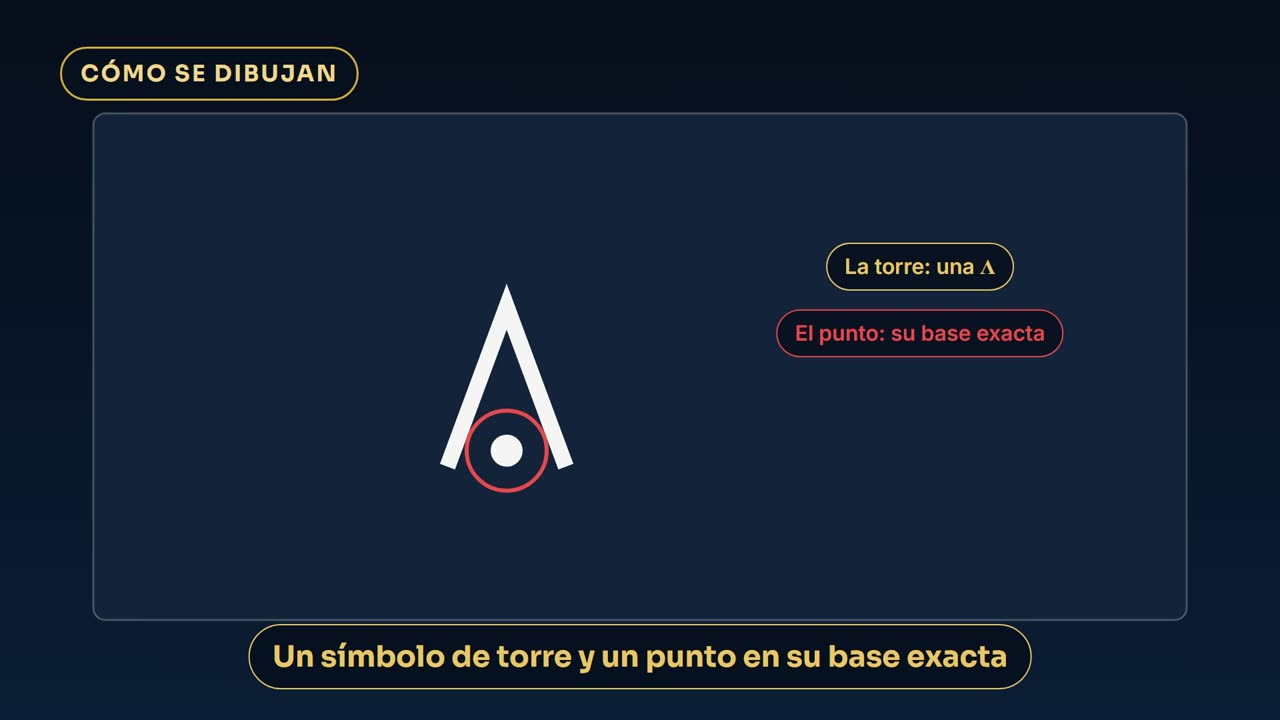 CÓMO SE DIBUJAN
La torre: una Λ
El punto: su base exacta
Un símbolo de torre y un punto en su base exacta